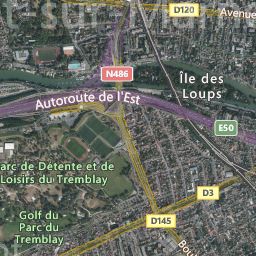 D120
Avenue
t-sur-M
N486
Île des
Loups
Autoroute de l'Est
E50
arc de Détente et de
Loisirs du Tremblay
D3
Golf du
Parc du
Tremblay
D145
Bou